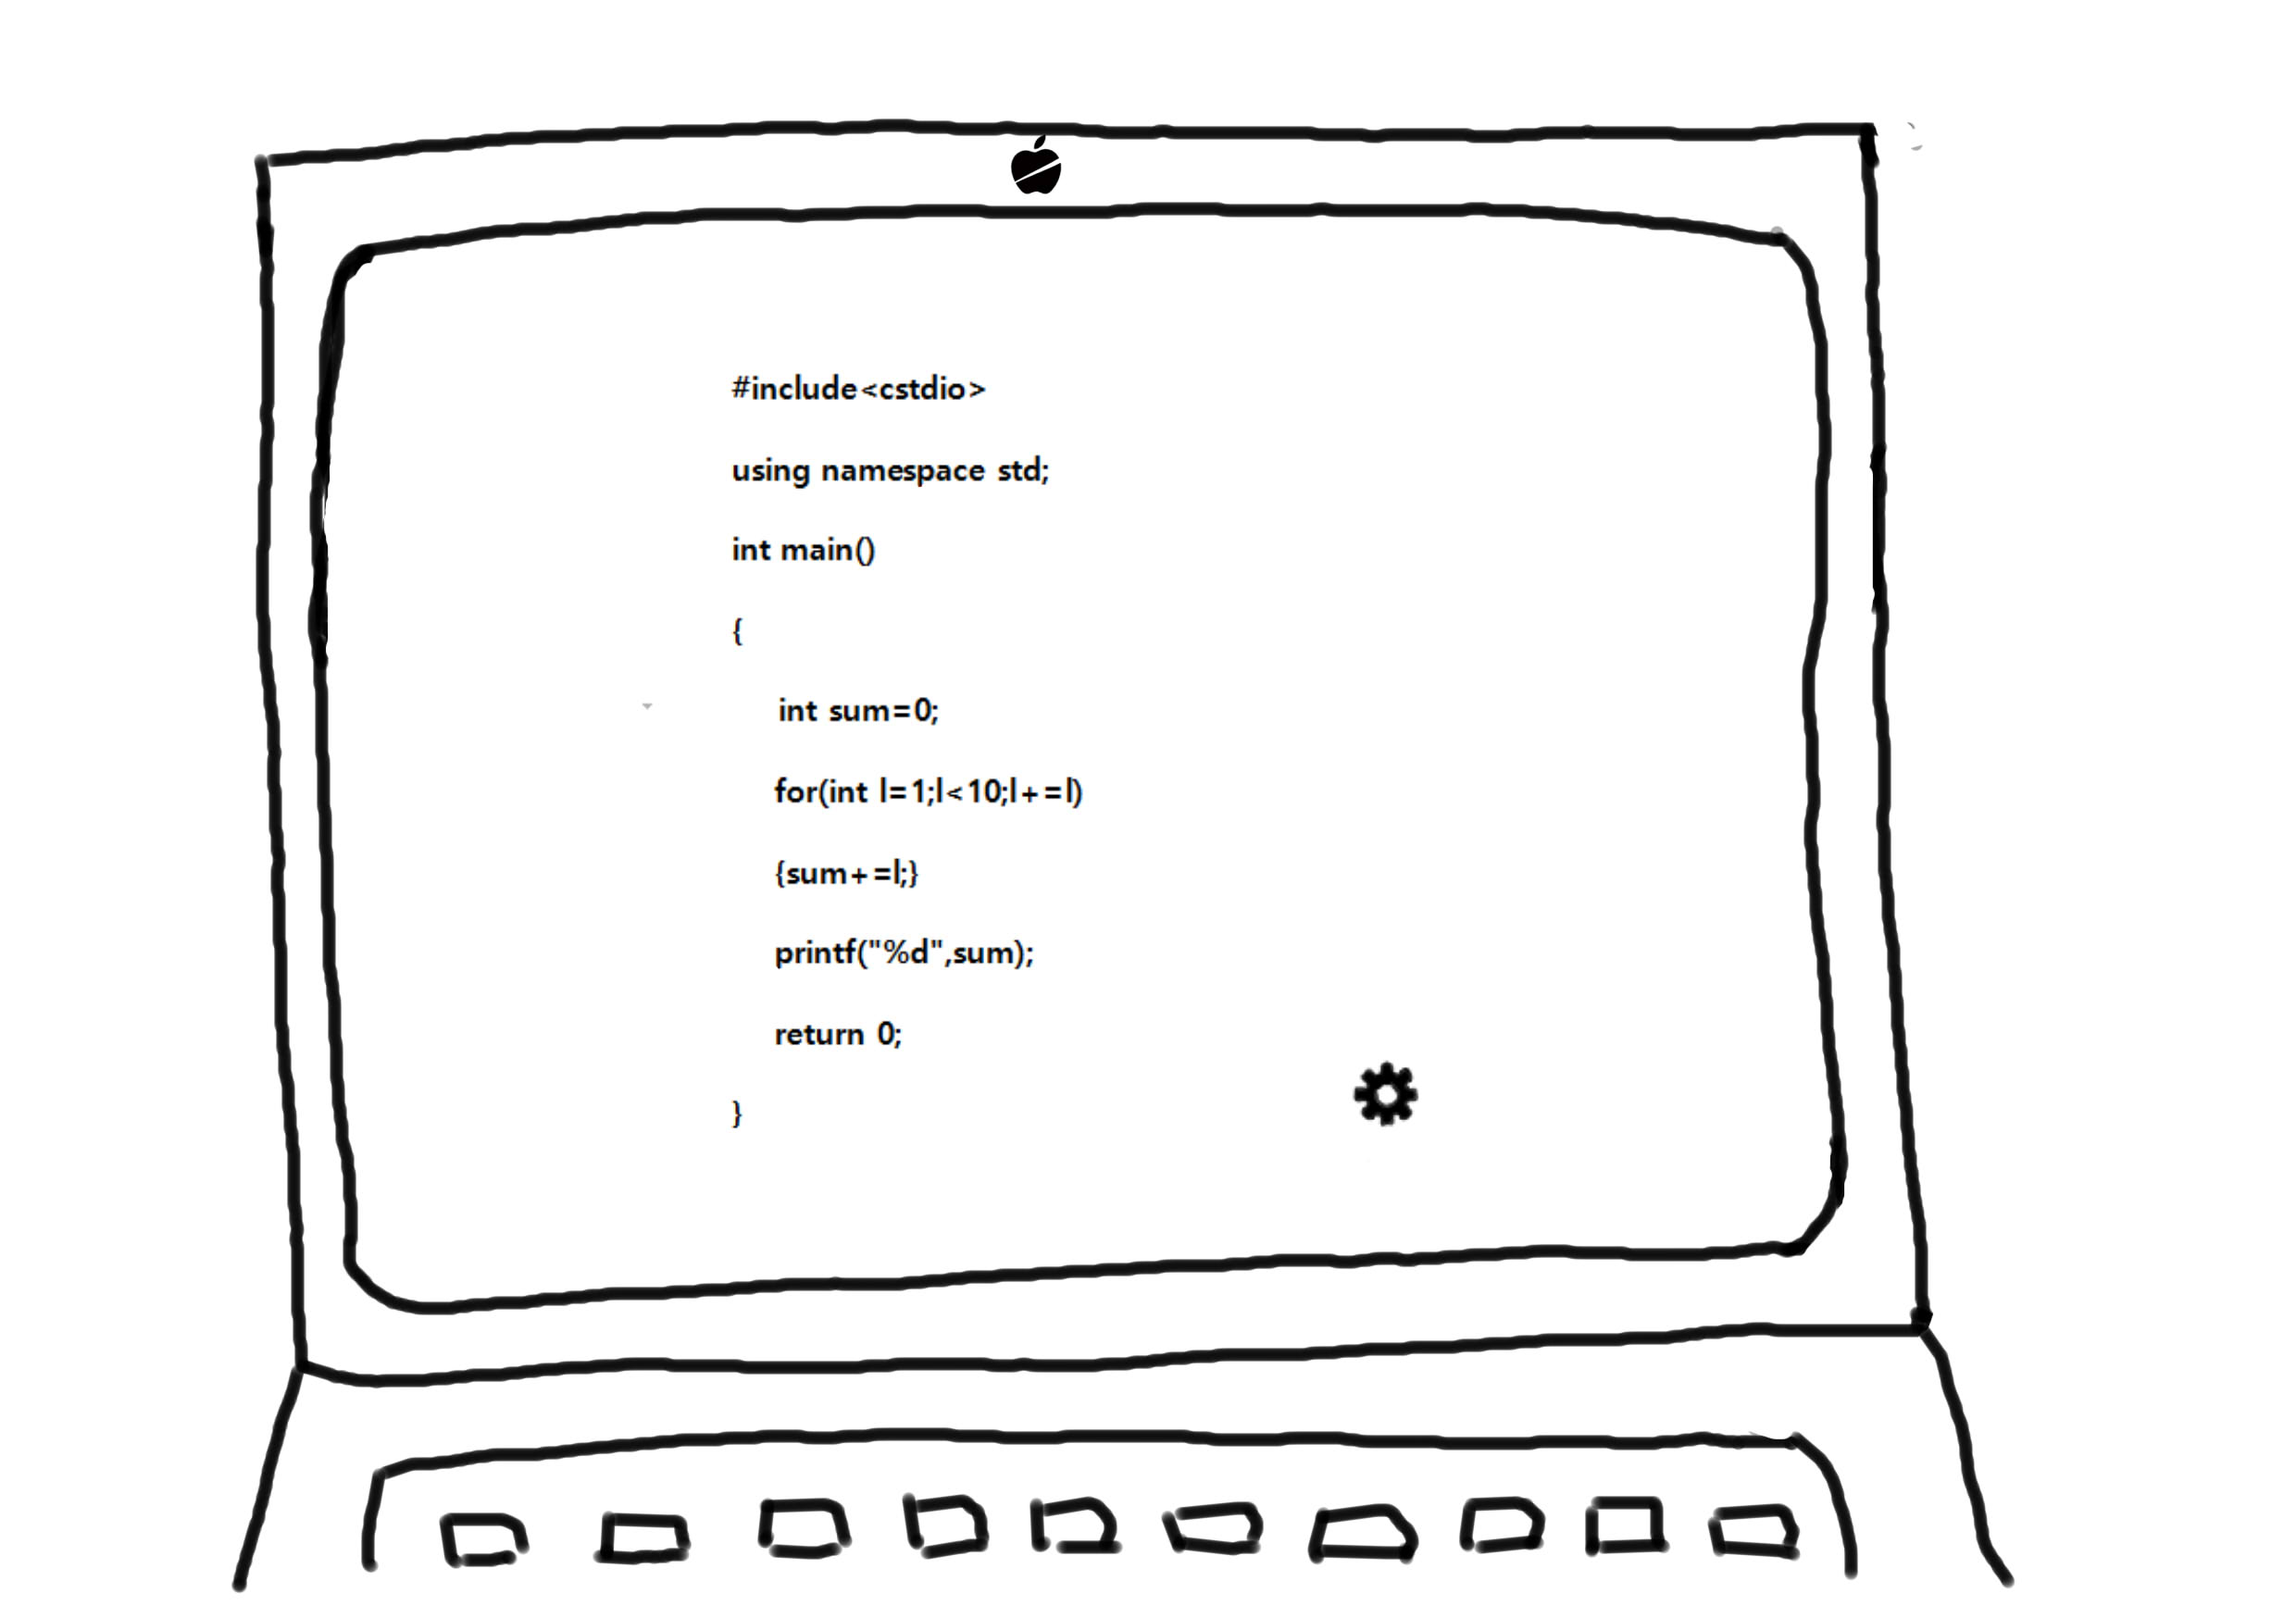 #include<cstdio>
using namespace std;
int main()
{
int sum=0;
for(int l=1;l<10;l+=l)
{sum+=l;}
printf("%d",sum);
return 0;
}